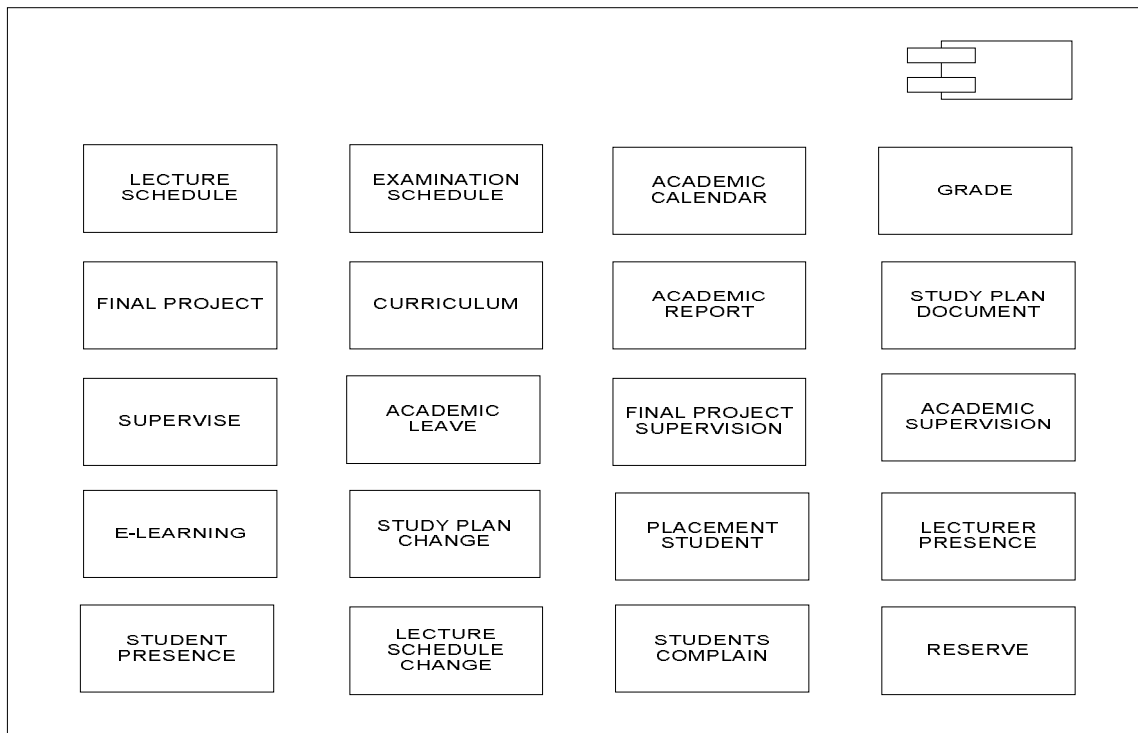 LECTURE
SCHEDULE
EXAMINATION
SCHEDULE
ACADEMIC
CALENDAR
GRADE
FINAL PROJECT
CURRICULUM
ACADEMIC
REPORT
STUDY PLAN
DOCUMENT
SUPERVISE
ACADEMIC
LEAVE
FINAL PROJECT
SUPERVISION
ACADEMIC
SUPERVISION
E-LEARNING
STUDY PLAN
CHANGE
PLACEMENT
STUDENT
LECTURER
PRESENCE
STUDENT
PRESENCE
LECTURE
SCHEDULE
CHANGE
STUDENTS
COMPLAIN
RESERVE